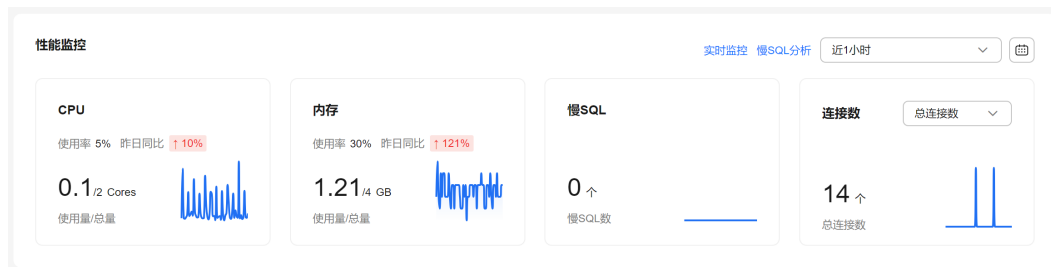 性能监控
实时监控 慢SQL分析 近1小时
CPU
使用率 5% 昨日同比 ↑ 10%
0.1/2 Cores
使用量/总量
内存
使用率 30% 昨日同比 ↑ 121%
1.21/4 GB
使用量/总量
慢SQL
0 个
慢SQL数
连接数 总连接数
14 个
总连接数